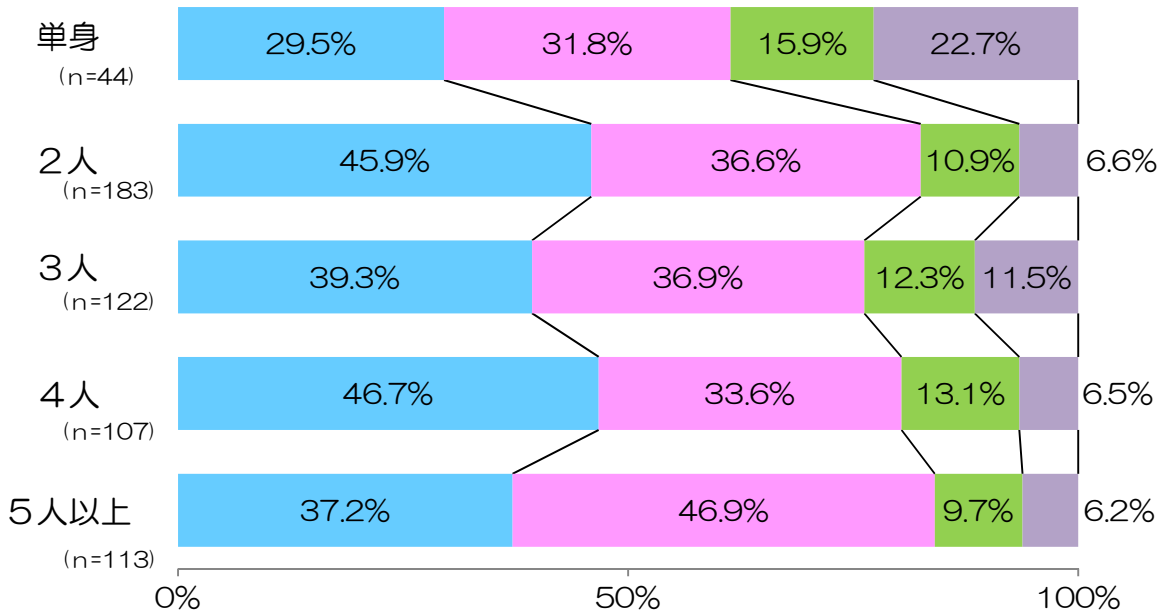 単身
(n=44)
29.5% 31.8% 15.9% 22.7%
2人
(n=183)
45.9% 36.6% 10.9% 6.6%
3人
(n=122)
39.3% 36.9% 12.3% 11.5%
4人
(n=107)
46.7% 33.6% 13.1% 6.5%
5人以上
(n=113)
37.2% 46.9% 9.7% 6.2%
0% 50% 100%